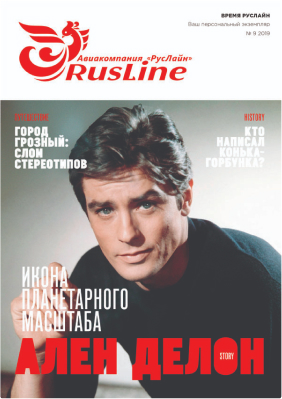 ВРЕМЯ РУСЛАЙН
Ваш персональный экземпляр
№ 9 2019
Авиакомпания «РусЛайн»
RusLine
ГОРОД
ГРОЗНЫЙ:
СЛОИ
СТЕРЕОТИПОВ
HISTORY
КТО
НАПИСАЛ
КОНЬКА-
ГОРБУНКА?
ИКОНА
ПЛАНЕТАРНОГО
МАСШТАБА
АЛЕН ДЕЛОН
STORY